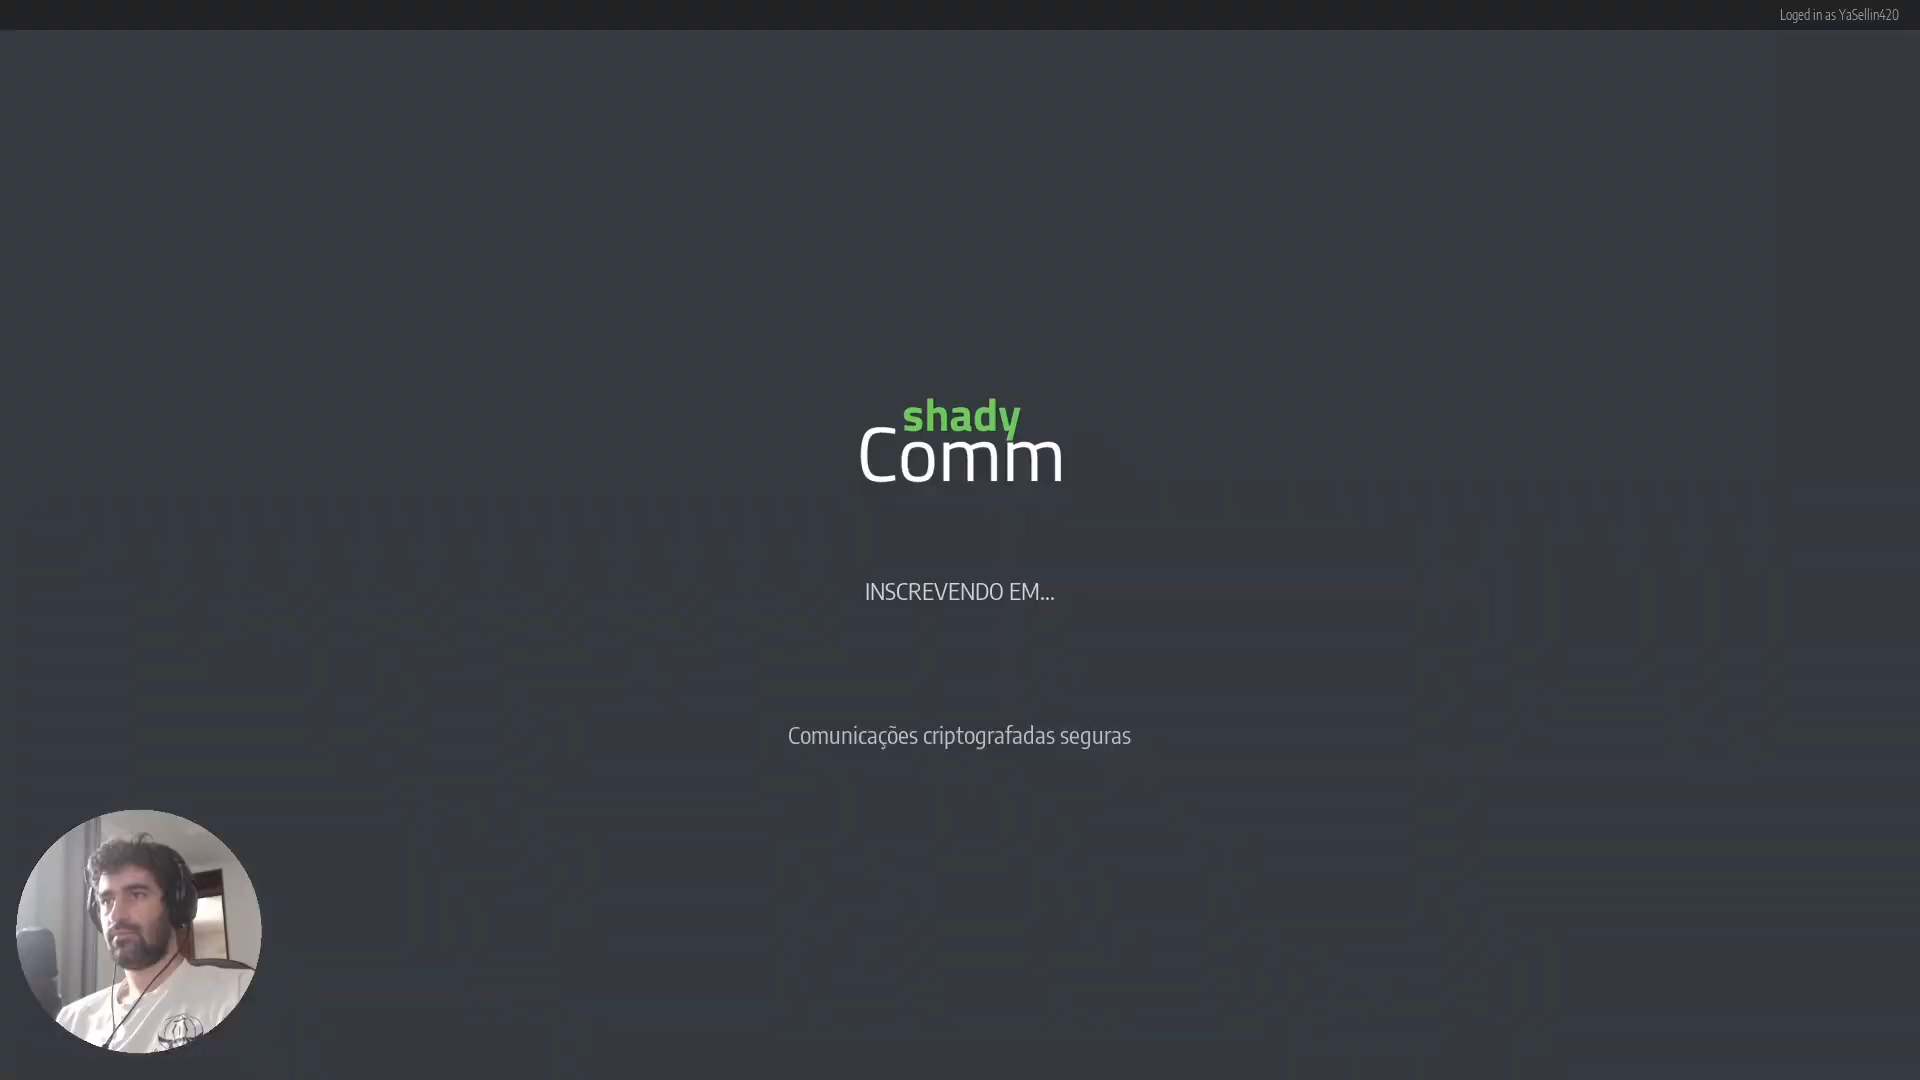 Loged in as YaSellin420
shady
Comm
INSCREVENDO EM...
Comunicações criptografadas seguras